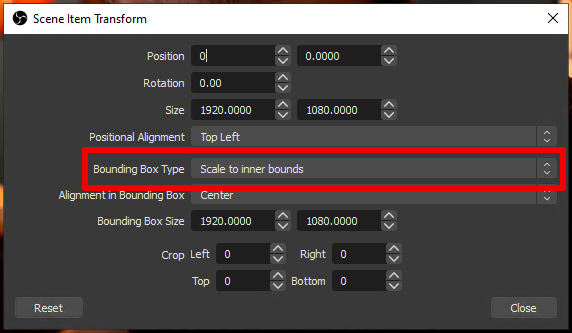 Scene Item Transform
Position 0 0.0000
Rotation 0.00
Size 1920.0000 1080.0000
Positional Alignment Top Left
Bounding Box Type Scale to inner bounds
Alignment in Bounding Box Center
Bounding Box Size 1920.0000 1080.0000
Crop Left 0 Right 0
Top 0 Bottom 0
Reset Close